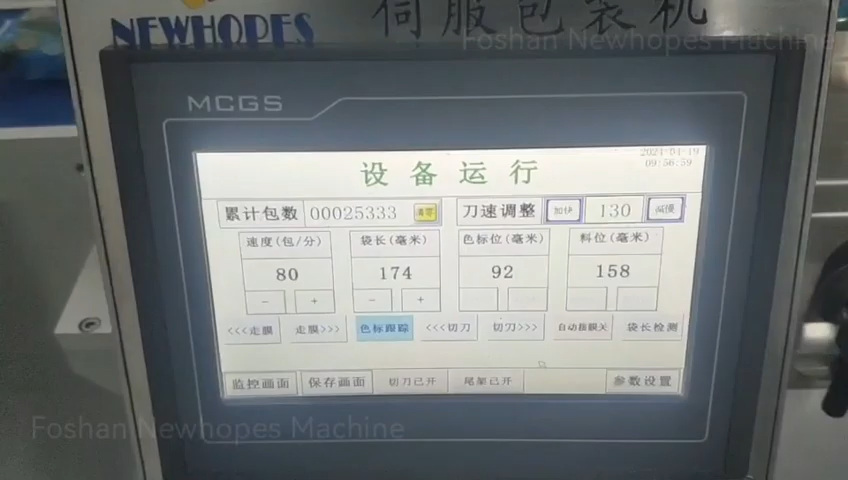 NEWHOPES 伺服包装机
Foshan Newhopes Machine
MCGS
2024-04-19
09:56:59
设备运行
累计包数 00025333 清零 刀速调整 加快 130 减慢
速度(包/分) 袋长(毫米) 色标位(毫米) 料位(毫米)
80 174 92 158
- + - +
<<<走膜 走膜>>> 色标跟踪 <<<切刀 切刀>>> 自动接膜关 袋长检测
监控画面 保存画面 切刀已开 尾架已开 参数设置
Foshan Newhopes Machine